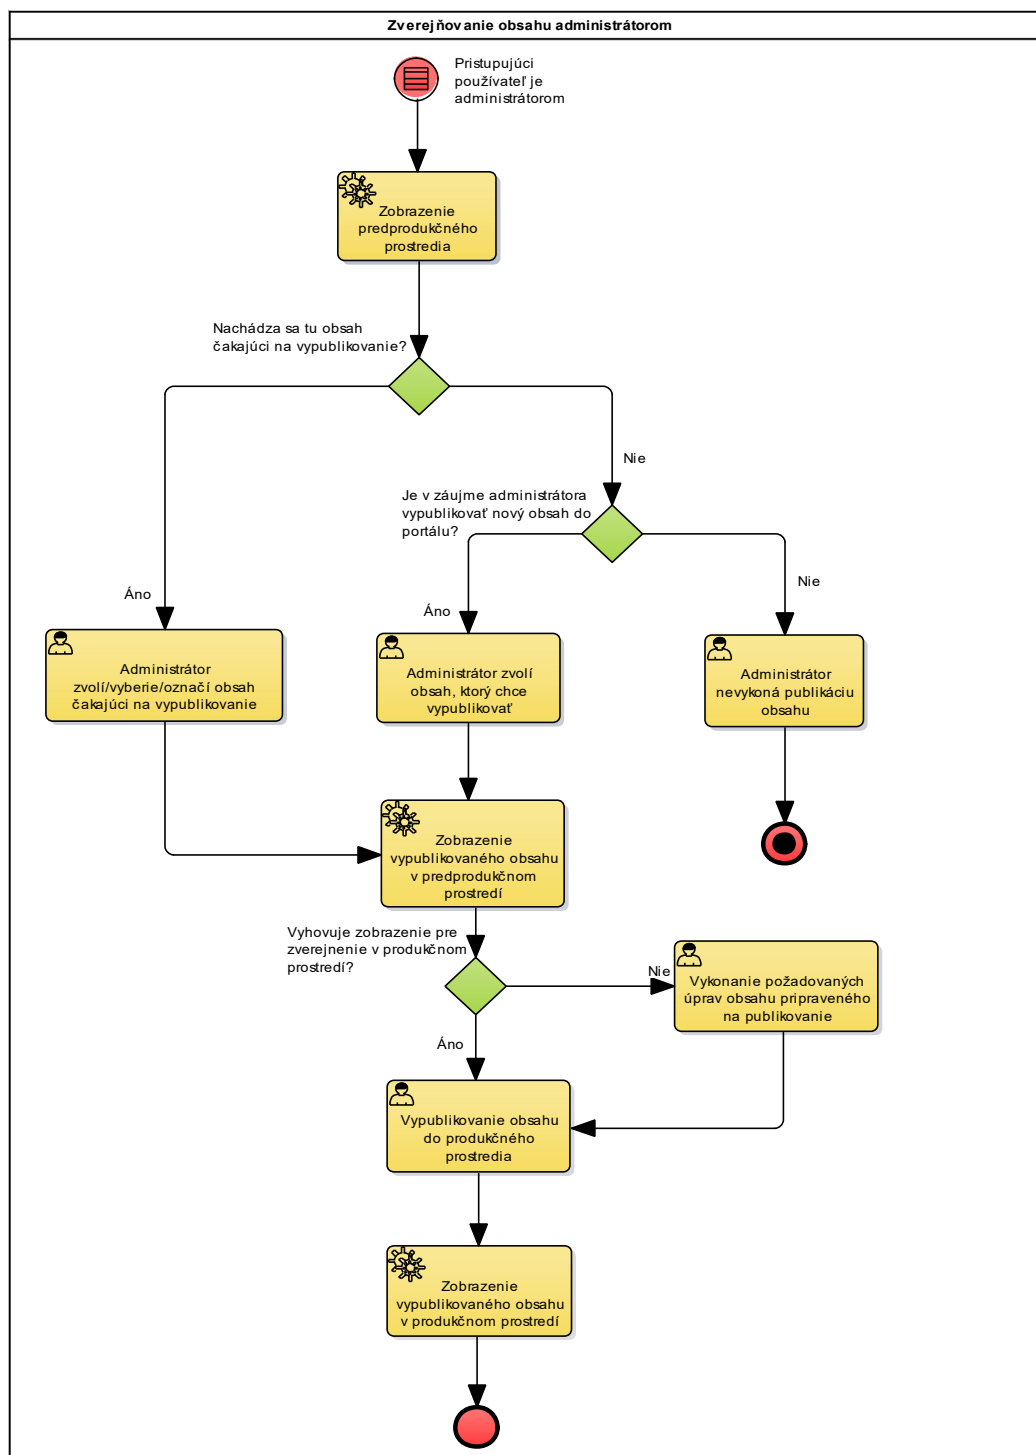 Zverejňovanie obsahu administrátorom
Pristupujúci
používateľ je
administrátorom
Zobrazenie
predprodukčného
prostredia
Nachádza sa tu obsah
čakajúci na vypublikovanie?
Nie
Je v záujme administrátora
vypublikovať nový obsah do
portálu?
Nie
Áno
Áno
Administrátor
zvolí/vyberie/označí obsah
čakajúci na vypublikovanie
Administrátor zvolí
obsah, ktorý chce
vypublikovať
Administrátor
nevykoná publikáciu
obsahu
Zobrazenie
vypublikovaného obsahu
v predprodukčnom
prostredí
Vyhovuje zobrazenie pre
zverejnenie v produkčnom
prostredí?
Nie
Vykonanie požadovaných
úprav obsahu pripraveného
na publikovanie
Áno
Vypublikovanie obsahu
do produkčného
prostredia
Zobrazenie
vypublikovaného obsahu
v produkčnom prostredí